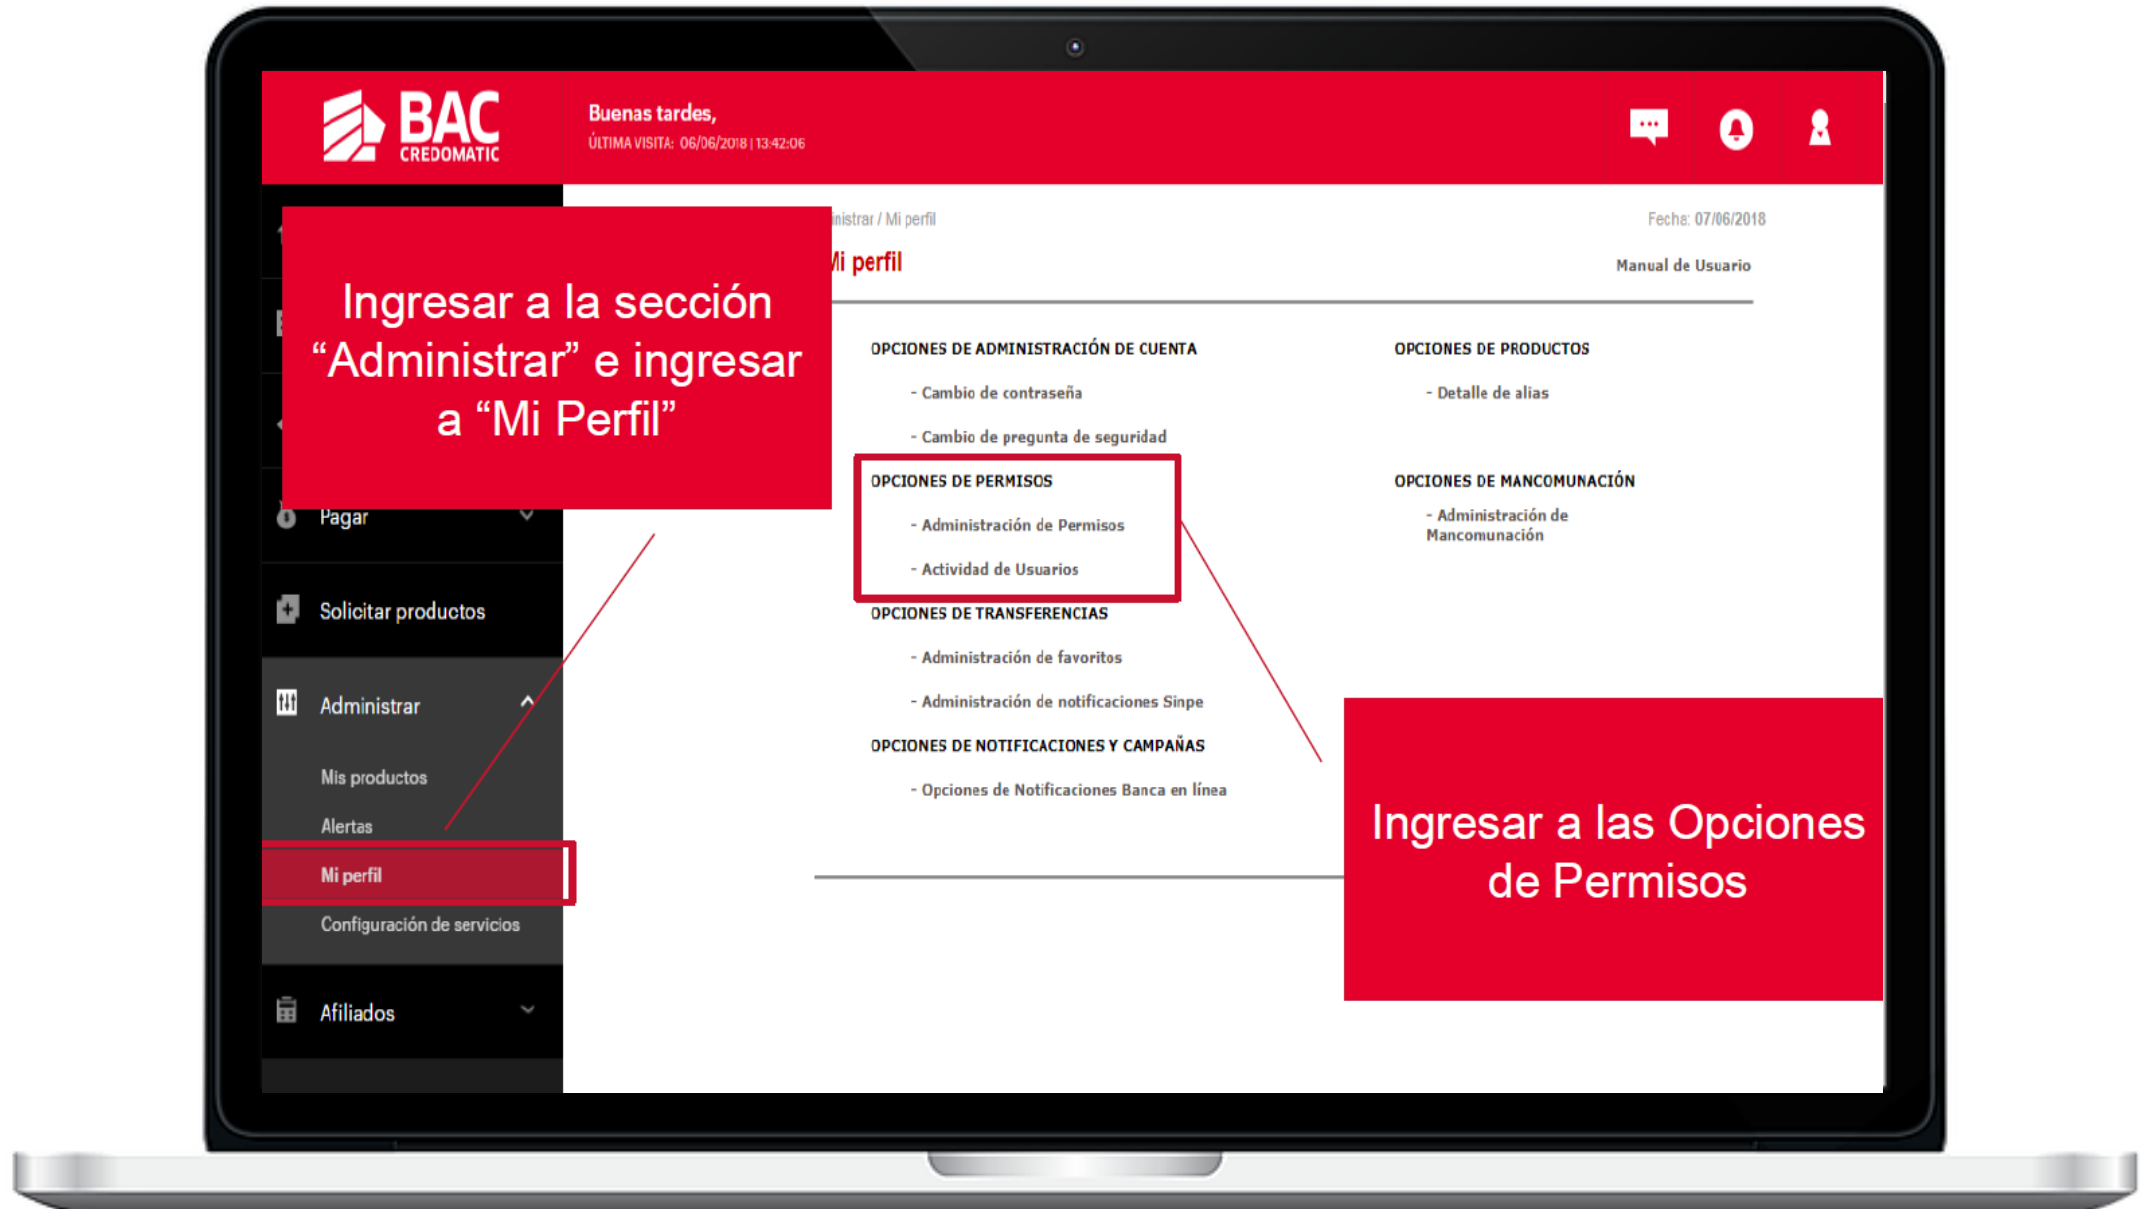 BAC
CREDOMATIC
Buenas tardes,
ÚLTIMA VISITA: 06/06/2018 | 13:42:06
/ Mi perfil
Fecha: 07/06/2018
perfil
Manual de Usuario
Ingresar a la sección
“Administrar” e ingresar
a “Mi Perfil”
Pagar
Solicitar productos
Administrar
Mis productos
Alertas
Mi perfil
Configuración de servicios
Afiliados
OPCIONES DE ADMINISTRACIÓN DE CUENTA
- Cambio de contraseña
- Cambio de pregunta de seguridad
OPCIONES DE PERMISOS
- Administración de Permisos
- Actividad de Usuarios
OPCIONES DE TRANSFERENCIAS
- Administración de favoritos
- Administración de notificaciones Sinpe
OPCIONES DE NOTIFICACIONES Y CAMPAÑAS
- Opciones de Notificaciones Banca en línea
OPCIONES DE PRODUCTOS
- Detalle de alias
OPCIONES DE MANCOMUNACIÓN
- Administración de
Mancomunación
Ingresar a las Opciones
de Permisos